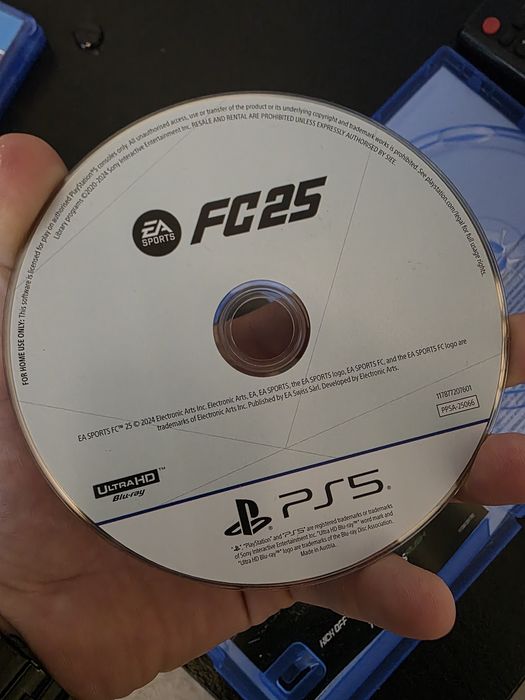 FOR HOME USE ONLY: This software is licensed for play on authorised PlayStation®5 consoles only. All unauthorised access, use or transfer of the product or its underlying copyright and trademark works is prohibited. See playstation.com/legal for full usage rights.
Library programs ©2020-2024 Sony Interactive Entertainment Inc. RESALE AND RENTAL ARE PROHIBITED UNLESS EXPRESSLY AUTHORISED BY SIE.
EA
SPORTS
FC25
EA SPORTS FC™ 25 © 2024 Electronic Arts Inc. Electronic Arts, EA, EA SPORTS, the EA SPORTS logo, EA SPORTS FC, and the EA SPORTS FC logo are
trademarks of Electronic Arts Inc. Published by EA Swiss Sàrl. Developed by Electronic Arts.
117877207601
PPSA-25066
ULTRA HD™
Blu-ray
PS5®
"PlayStation" and "PS5" are registered trademarks or trademarks
of Sony Interactive Entertainment Inc. "Ultra HD Blu-ray™" word mark and
"Ultra HD Blu-ray™" logo are trademarks of the Blu-ray Disc Association.
Made in Austria.
KICK OFF